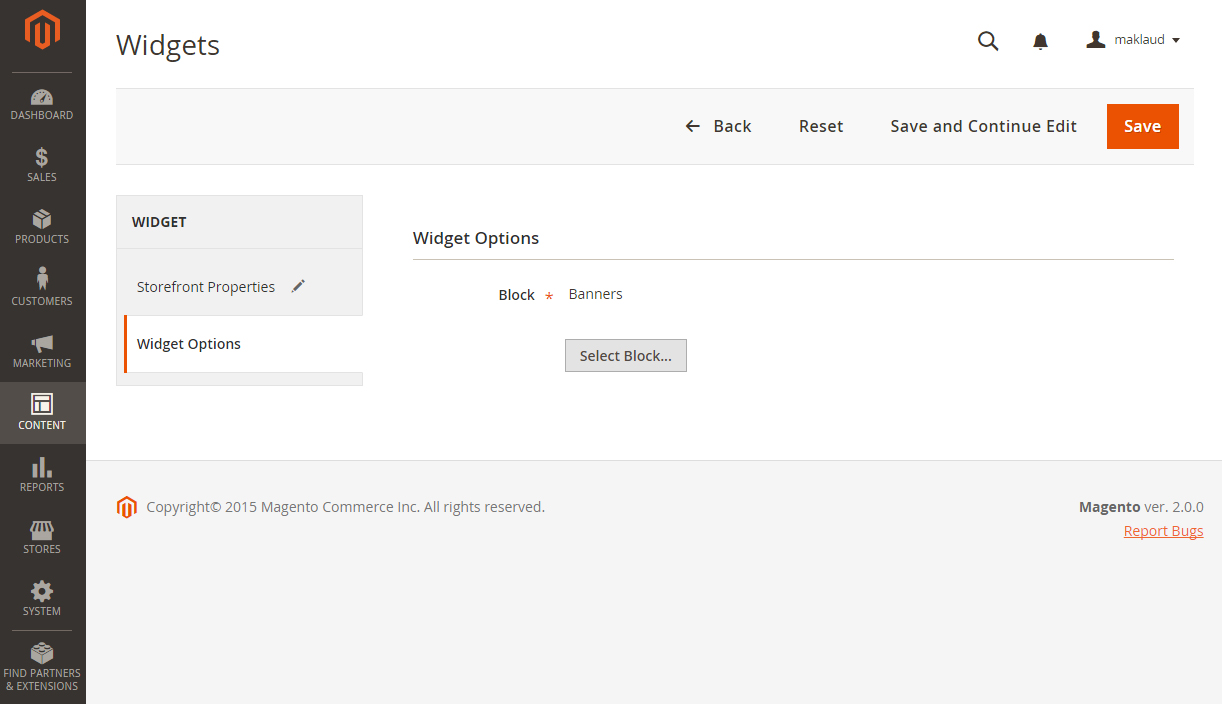 Widgets
maklaud
Back
Reset
Save and Continue Edit
Save
DASHBOARD
SALES
PRODUCTS
CUSTOMERS
MARKETING
CONTENT
REPORTS
STORES
SYSTEM
FIND PARTNERS
& EXTENSIONS
WIDGET
Storefront Properties
Widget Options
Widget Options
Block * Banners
Select Block...
Copyright© 2015 Magento Commerce Inc. All rights reserved.
Magento ver. 2.0.0
Report Bugs